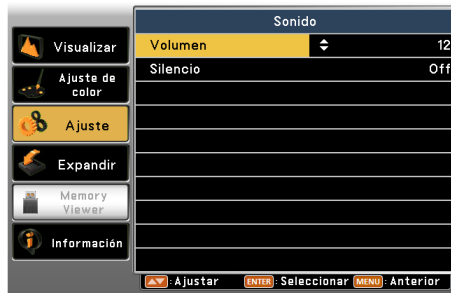 Sonido
Visualizar
Ajuste de
color
Ajuste
Expandir
Memory
Viewer
Información
Volumen 12
Silencio Off
: Ajustar ENTER : Seleccionar MENU : Anterior